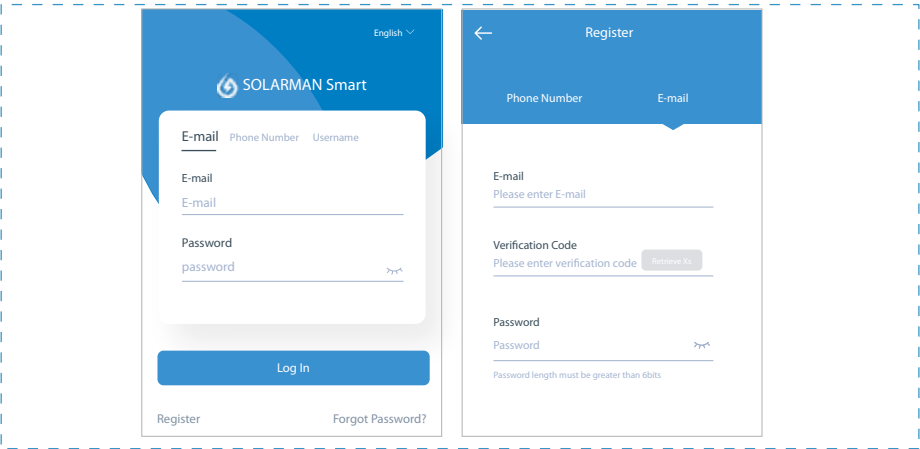 English
SOLARMAN Smart
E-mail Phone Number Username
E-mail
E-mail
Password
password
Log In
Register Forgot Password?
Register
Phone Number E-mail
E-mail
Please enter E-mail
Verification Code
Please enter verification code Retrieve Ks
Password
Password
Password length must be greater than 6bits